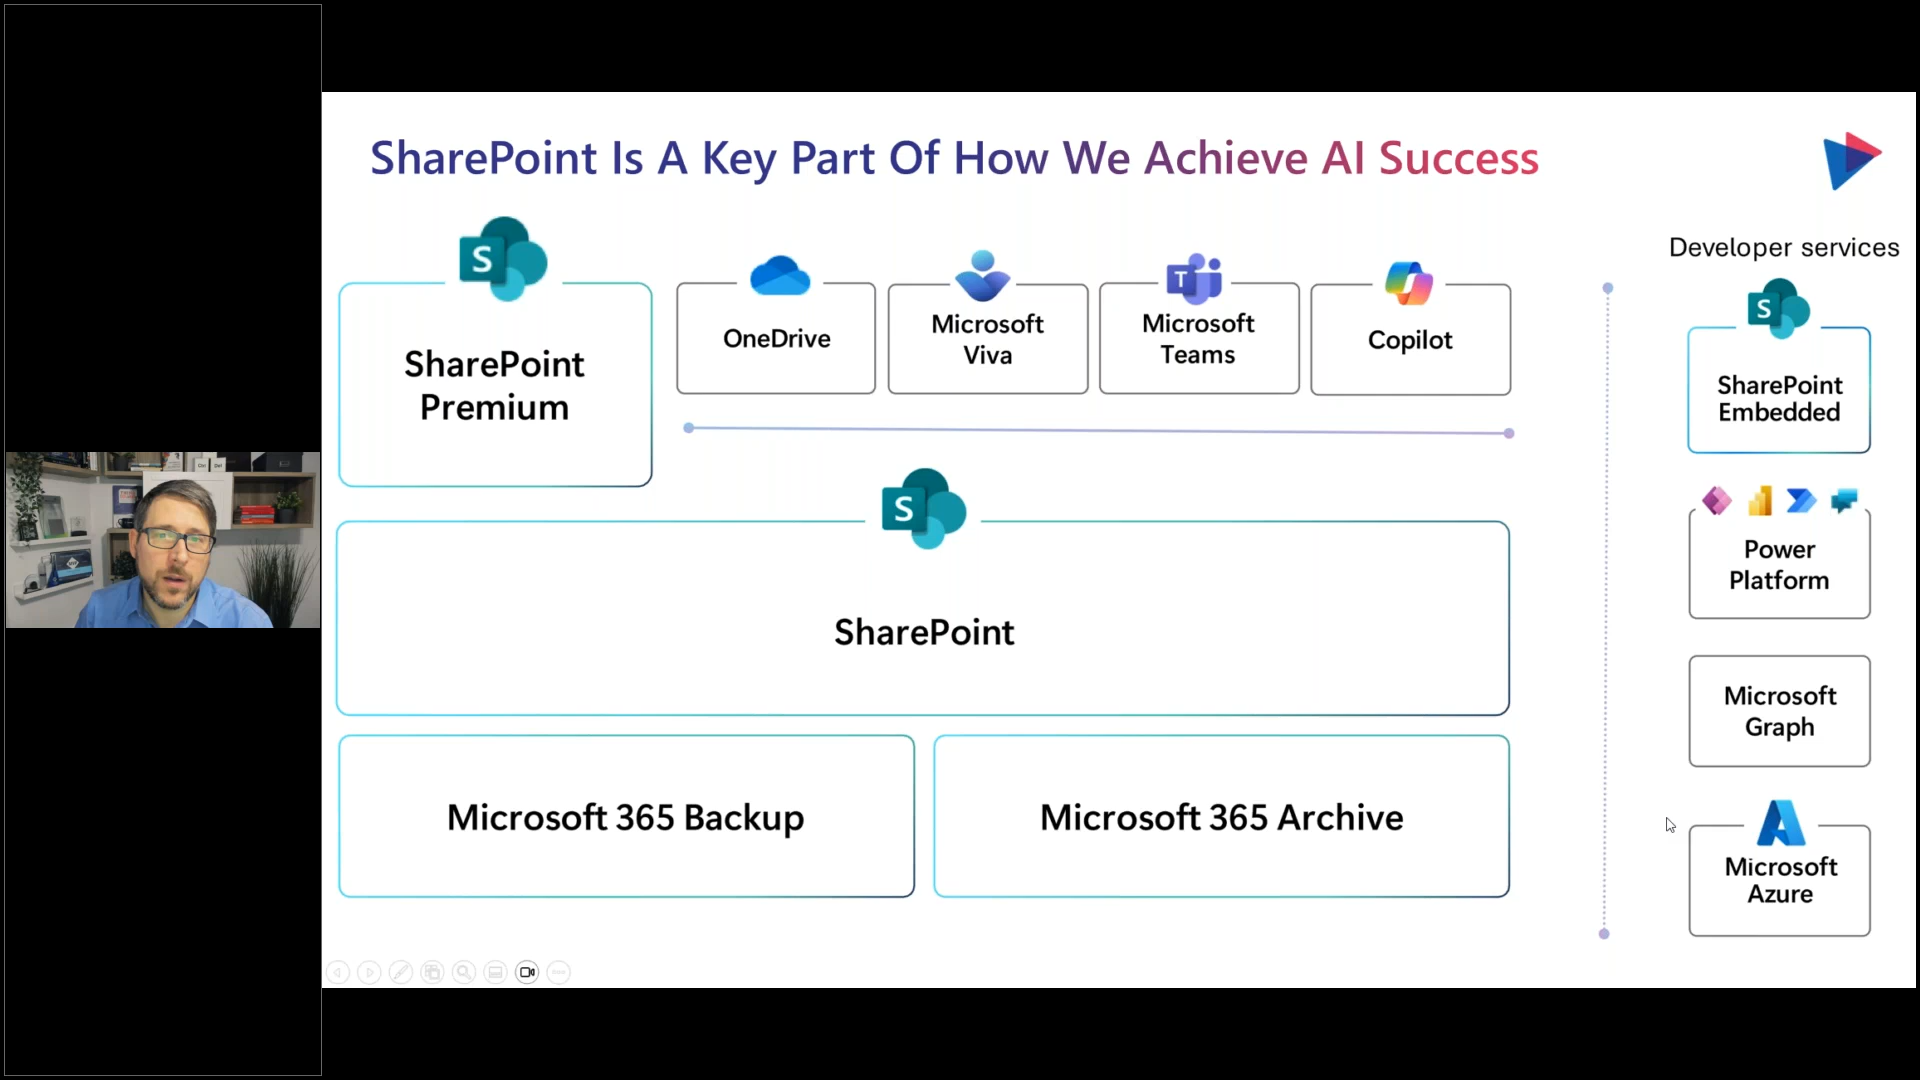 SharePoint Is A Key Part Of How We Achieve AI Success
Developer services
S
SharePoint
Premium
OneDrive
Microsoft
Viva
T
Microsoft
Teams
Copilot
S
SharePoint
Embedded
S
SharePoint
Power
Platform
Microsoft
Graph
Microsoft 365 Backup
Microsoft 365 Archive
Microsoft
Azure